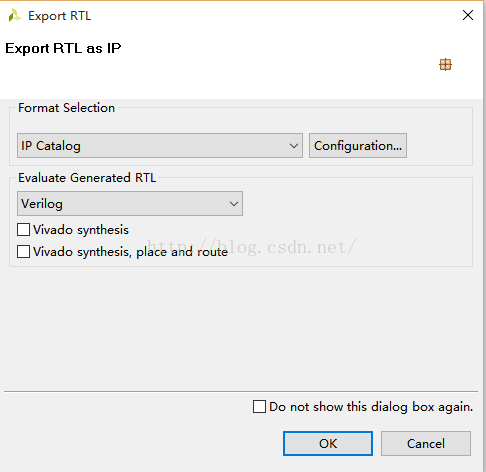 Export RTL
Export RTL as IP
Format Selection
IP Catalog
Configuration...
Evaluate Generated RTL
Verilog
Vivado synthesis
Vivado synthesis, place and route
http://blog.csdn.net/
Do not show this dialog box again.
OK
Cancel